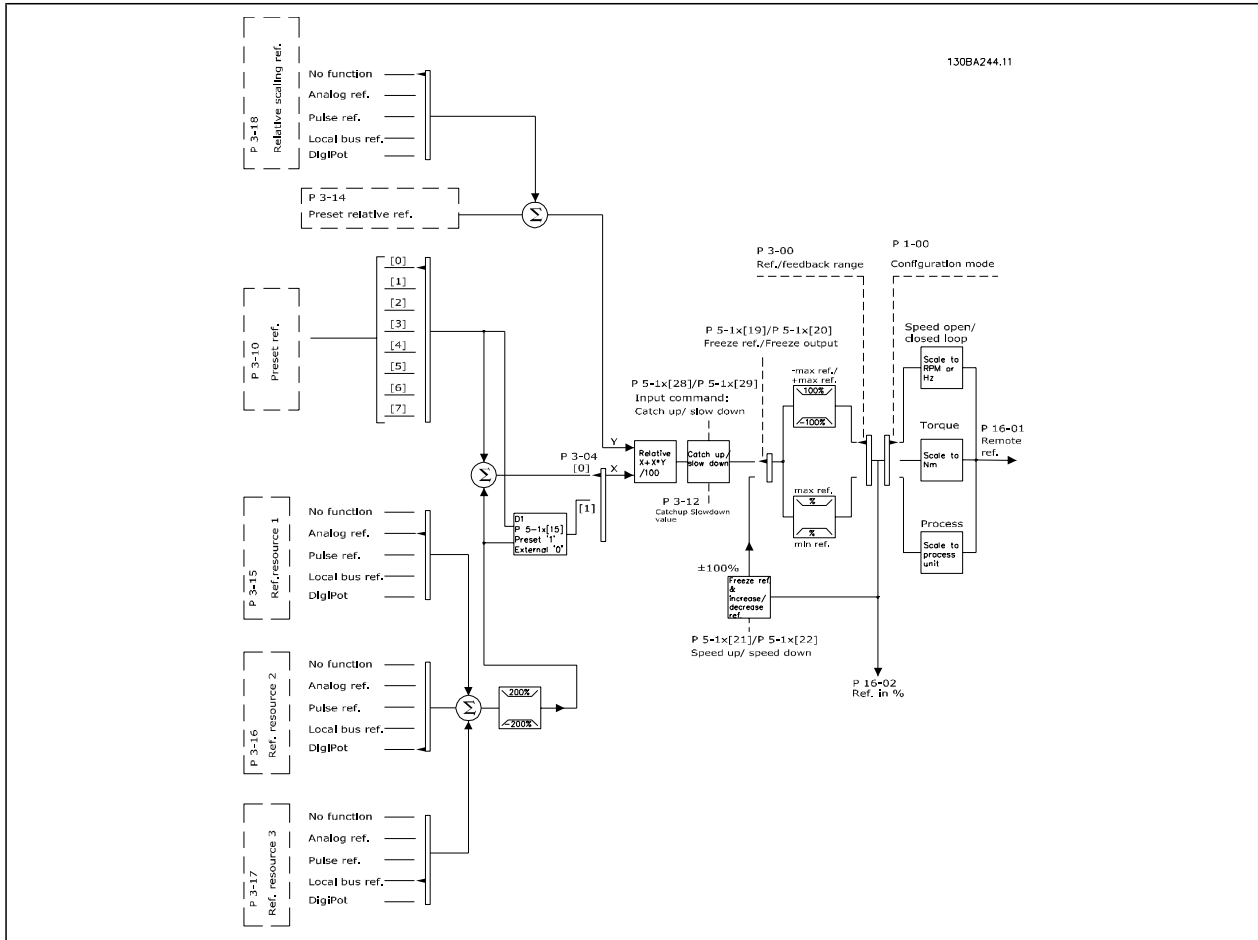 130BA244.11
P 3-18
Relative scaling ref.
No function
Analog ref.
Pulse ref.
Local bus ref.
DigiPot
P 3-14
Preset relative ref.
Σ
P 3-10
Preset ref.
[0]
[1]
[2]
[3]
[4]
[5]
[6]
[7]
Y
X
Σ
P 3-04
[0]
[1]
D1
P 5-1x[15]
Preset '1'
External '0'
Relative
X+X*Y
/100
P 5-1x[28]/P 5-1x[29]
Input command:
Catch up/ slow down
Catch up/
slow down
P 3-12
Catchup Slowdown
value
P 5-1x[19]/P 5-1x[20]
Freeze ref./Freeze output
-max ref./
+max ref.
100%
-100%
max ref.
%
%
min ref.
±100%
Freeze ref.
&
increase/
decrease
ref.
P 5-1x[21]/P 5-1x[22]
Speed up/ speed down
P 3-00
Ref./feedback range
P 1-00
Configuration mode
Speed open/
closed loop
Scale to
RPM or
Hz
Torque
Scale to
Nm
Process
Scale to
process
unit
P 16-01
Remote
ref.
P 16-02
Ref. in %
P 3-15
Ref.resource 1
No function
Analog ref.
Pulse ref.
Local bus ref.
DigiPot
P 3-16
Ref. resource 2
No function
Analog ref.
Pulse ref.
Local bus ref.
DigiPot
Σ
200%
-200%
P 3-17
Ref. resource 3
No function
Analog ref.
Pulse ref.
Local bus ref.
DigiPot